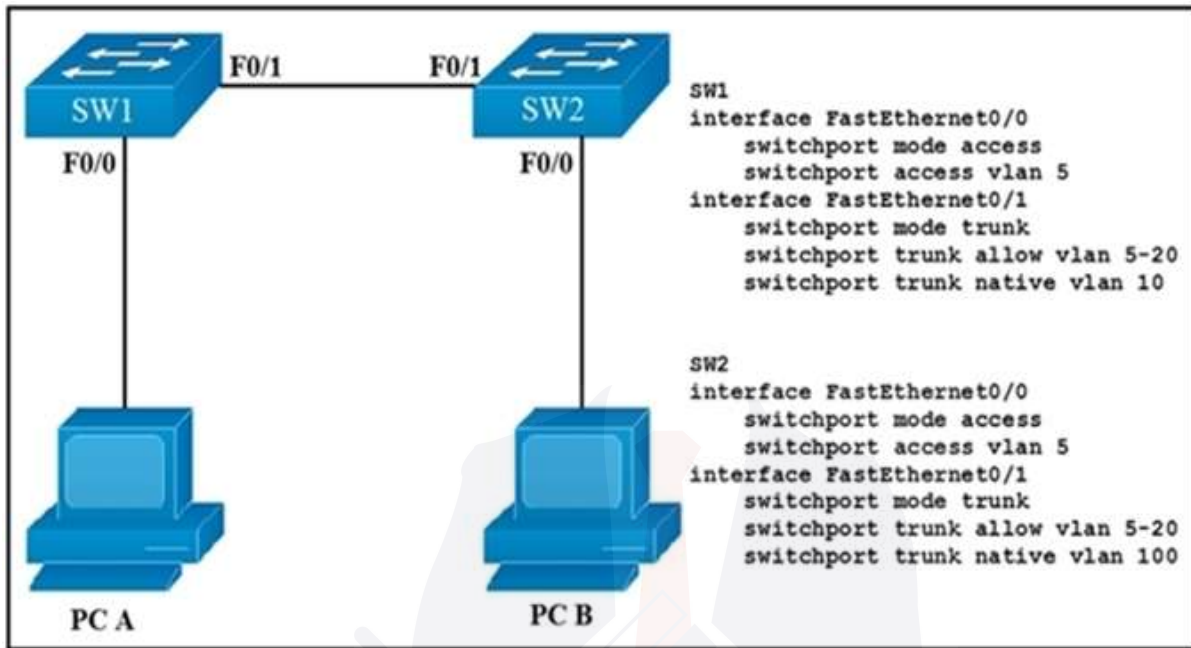 F0/1
F0/1
SW1
SW2
F0/0
F0/0
PC A
PC B
SW1
interface FastEthernet0/0
switchport mode access
switchport access vlan 5
interface FastEthernet0/1
switchport mode trunk
switchport trunk allow vlan 5-20
switchport trunk native vlan 10
SW2
interface FastEthernet0/0
switchport mode access
switchport access vlan 5
interface FastEthernet0/1
switchport mode trunk
switchport trunk allow vlan 5-20
switchport trunk native vlan 100